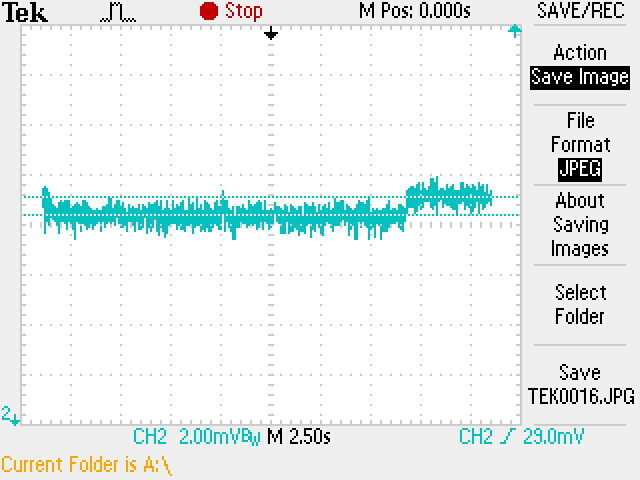 Tek Stop M Pos: 0.000s SAVE/REC
Action
Save Image
File
Format
JPEG
About
Saving
Images
Select
Folder
Save
TEK0016.JPG
2
CH2 2.00mVBW M 2.50s CH2 29.0mV
Current Folder is A:\